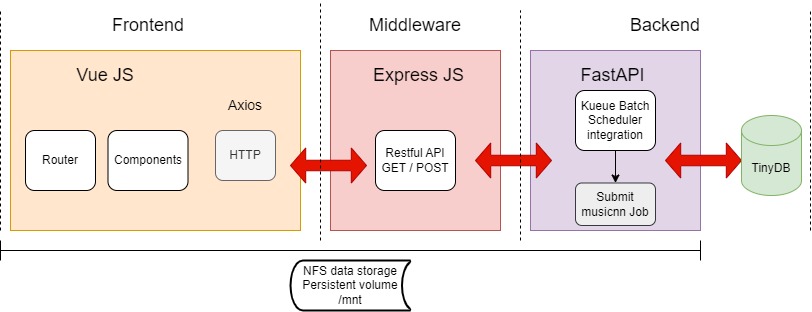 Frontend
Middleware
Backend
Vue JS
Express JS
FastAPI
Axios
Router
Components
HTTP
Restful API
GET / POST
Kueue Batch
Scheduler
integration
Submit
musicnn Job
TinyDB
NFS data storage
Persistent volume
/mnt